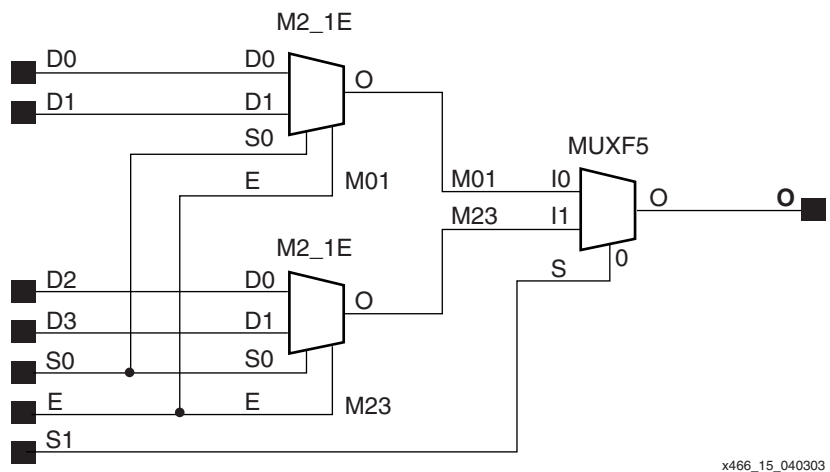 M2_1E
D0 D0
O
D1 D1
S0
MUXF5
E M01
M01 I0
O O
M23 I1
M2_1E
S 0
D2 D0
O
D3 D1
S0 S0
E E M23
S1
x466_15_040303